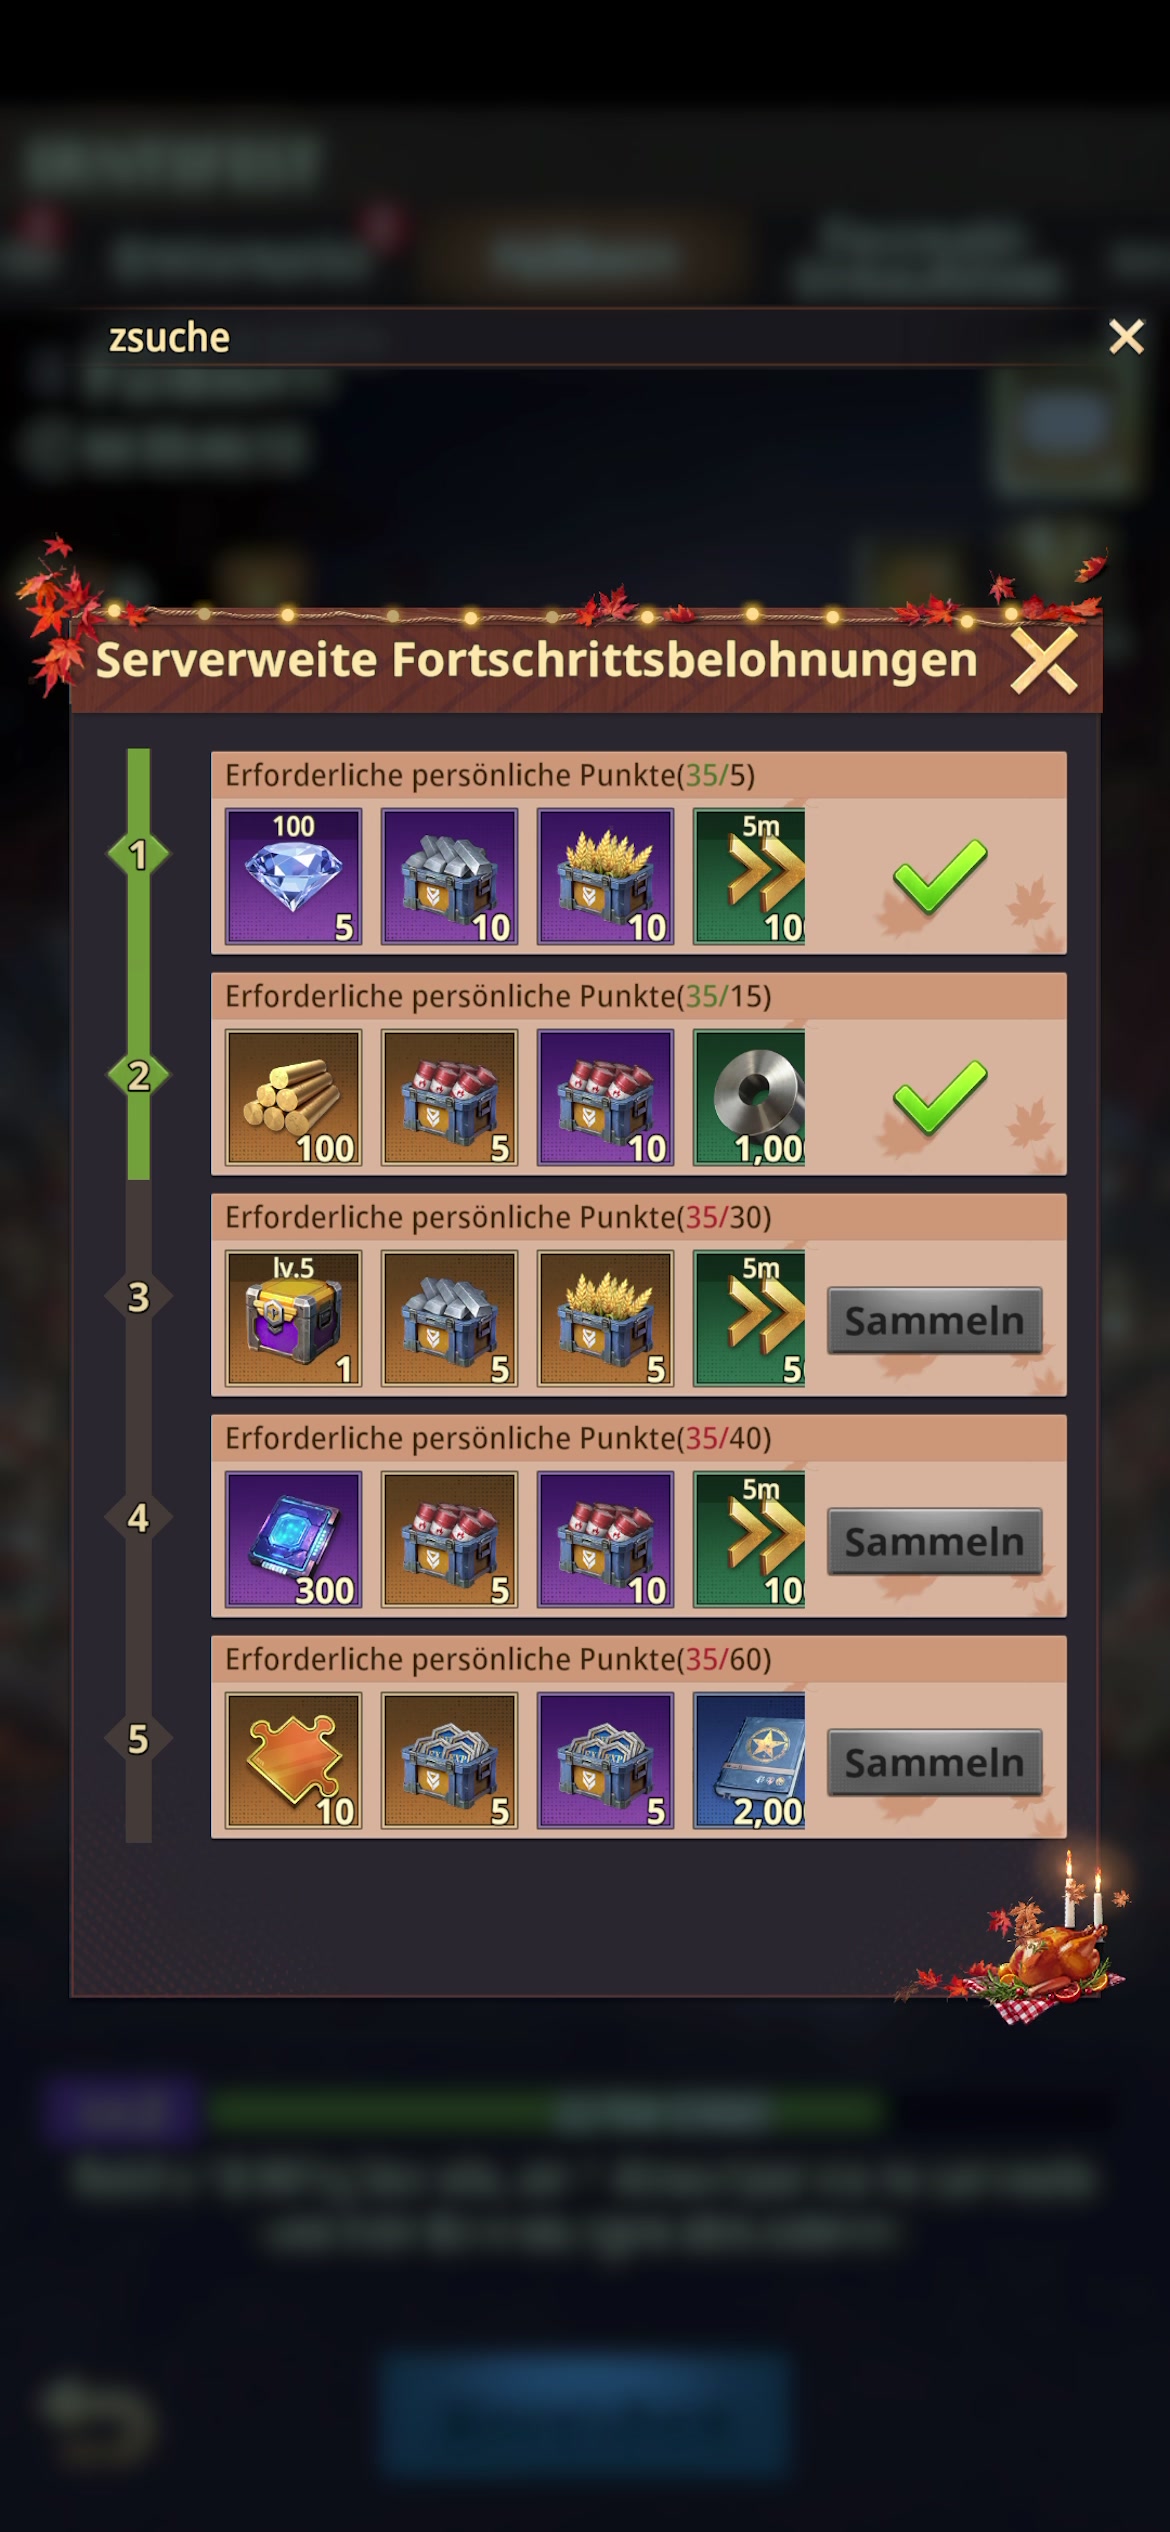 zsuche
Serverweite Fortschrittsbelohnungen
Erforderliche persönliche Punkte(35/5)
1
100
5
10
10
5m
10
Erforderliche persönliche Punkte(35/15)
2
100
5
10
1,00
Erforderliche persönliche Punkte(35/30)
3
lv.5
1
5
5
5m
5
Sammeln
Erforderliche persönliche Punkte(35/40)
4
300
5
10
5m
10
Sammeln
Erforderliche persönliche Punkte(35/60)
5
10
5
5
2,00
Sammeln